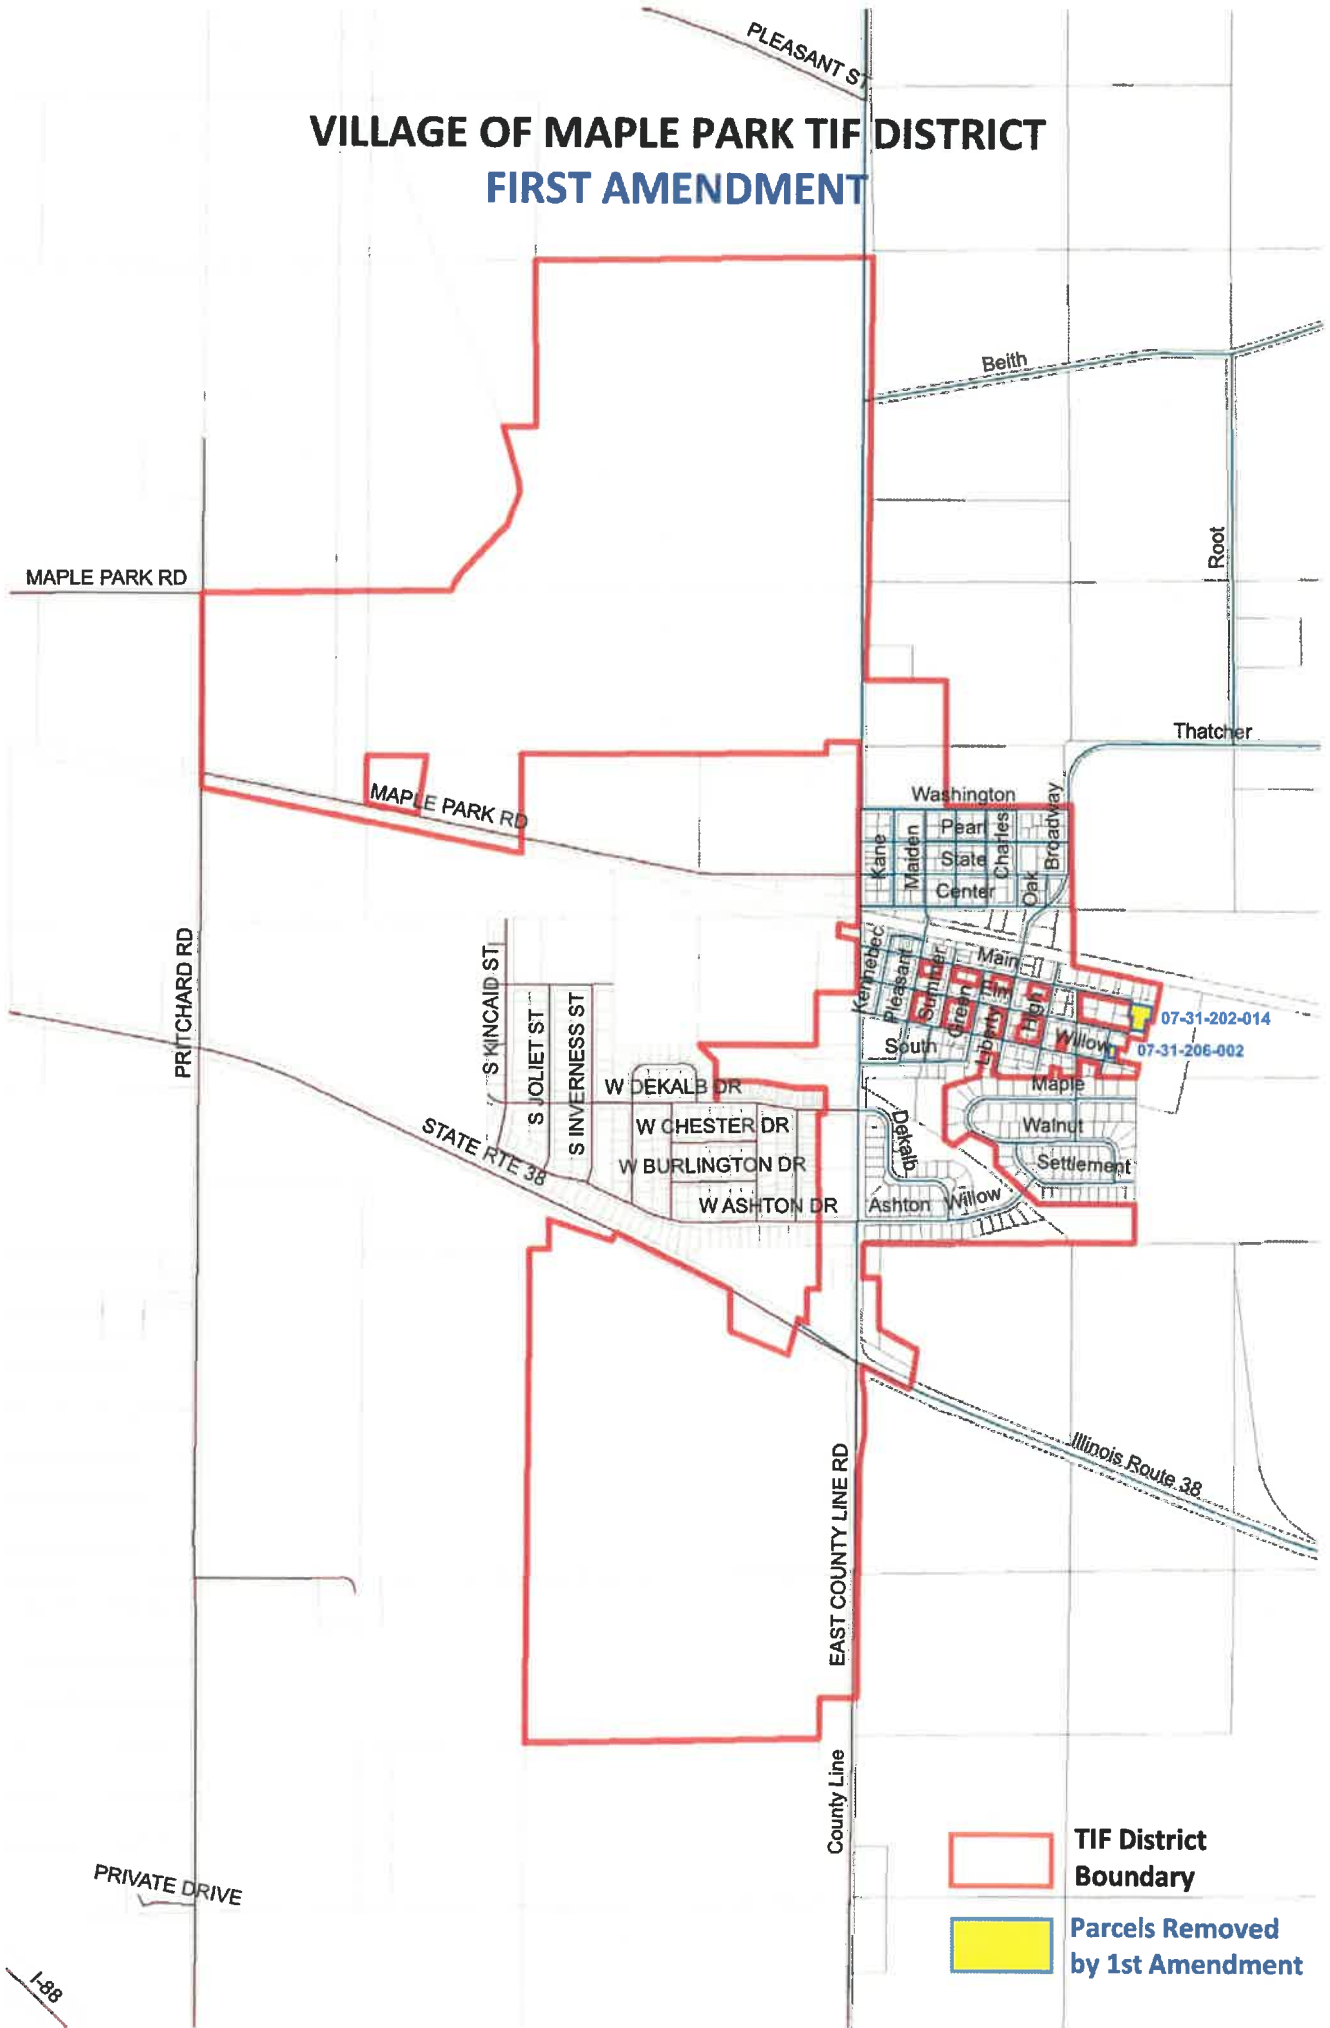 PLEASANT ST
VILLAGE OF MAPLE PARK TIF DISTRICT
FIRST AMENDMENT
Beith
Root
MAPLE PARK RD
Thatcher
MAPLE PARK RD
Washington
Pearl
State
Center
Kane
Maiden
Charles
Oak
Broadway
PRITCHARD RD
S KINCAID ST
S JOLIET ST
S INVERNESS ST
Kennebec
Pleasant
Summer
Green
Liberty
High
Main
Elm
Willow
South
07-31-202-014
07-31-206-002
Maple
Walnut
Settlement
W DEKALB DR
W CHESTER DR
W BURLINGTON DR
W ASHTON DR
Dekalb
Ashton
Willow
STATE RTE 38
Illinois Route 38
EAST COUNTY LINE RD
County Line
PRIVATE DRIVE
I-88
TIF District
Boundary
Parcels Removed
by 1st Amendment